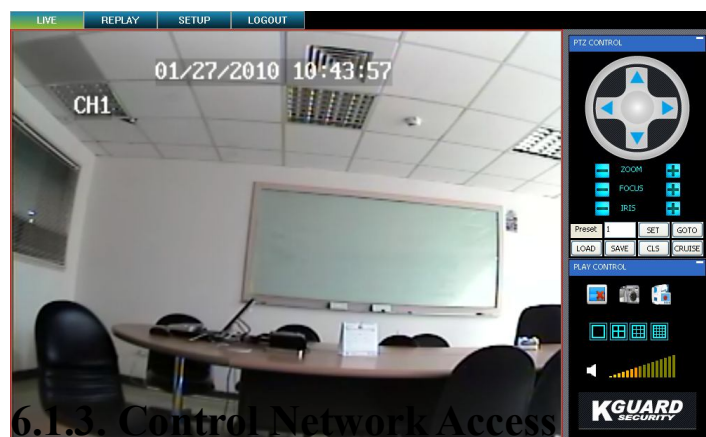 LIVE REPLAY SETUP LOGOUT
01/27/2010 10:43:57
CH1
PTZ CONTROL
ZOOM
FOCUS
IRIS
Preset 1 SET GOTO
LOAD SAVE CLS CRUISE
PLAY CONTROL
KGUARD
SECURITY
6.1.3. Control Network Access